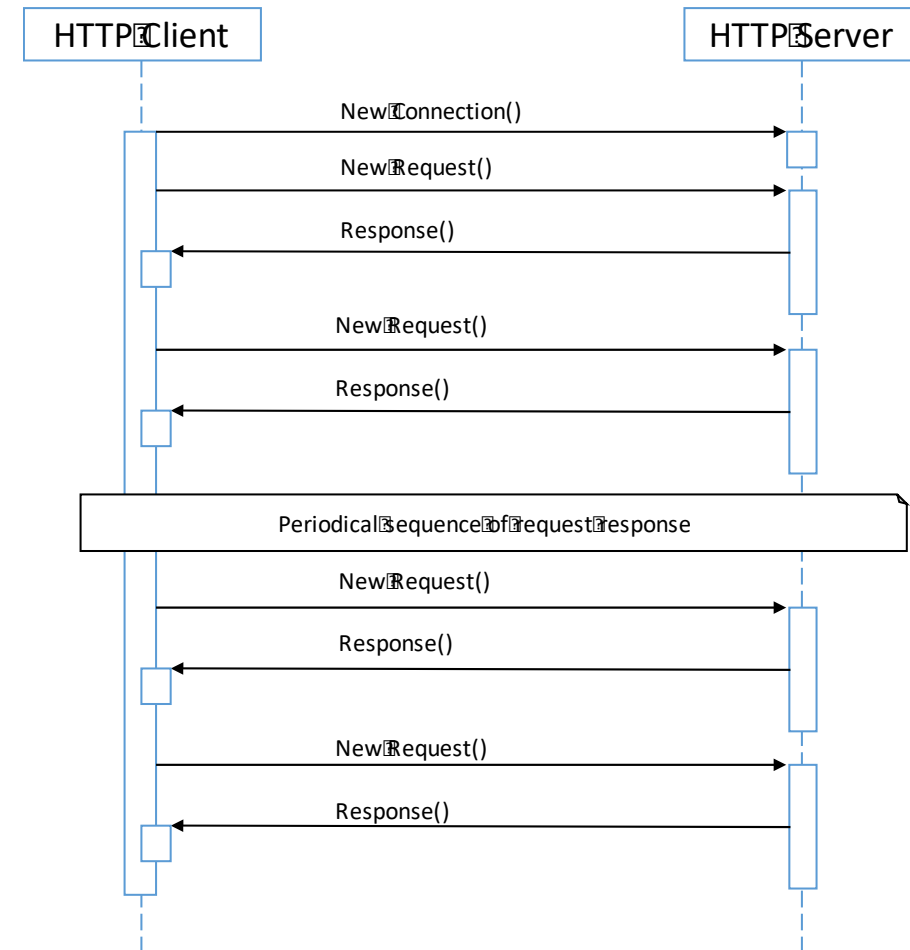 HTTP Client
HTTP Server
New Connection()
New Request()
Response()
New Request()
Response()
Periodical sequence of request response
New Request()
Response()
New Request()
Response()